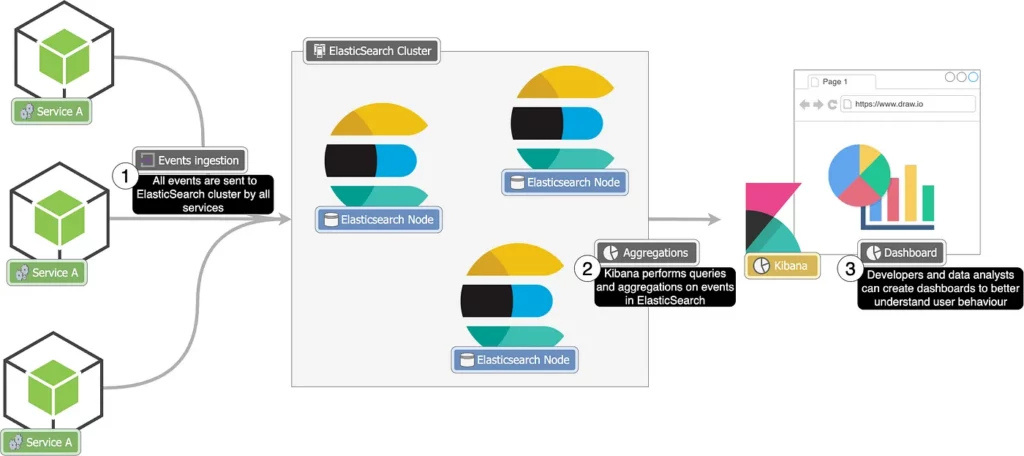 Service A
Events ingestion
1
All events are sent to
ElasticSearch cluster by all
services
Service A
Service A
ElasticSearch Cluster
Elasticsearch Node
Elasticsearch Node
Elasticsearch Node
Aggregations
2
Kibana performs queries
and aggregations on events
in ElasticSearch
Page 1
https://www.draw.io
Kibana
Dashboard
3
Developers and data analysts
can create dashboards to better
understand user behaviour